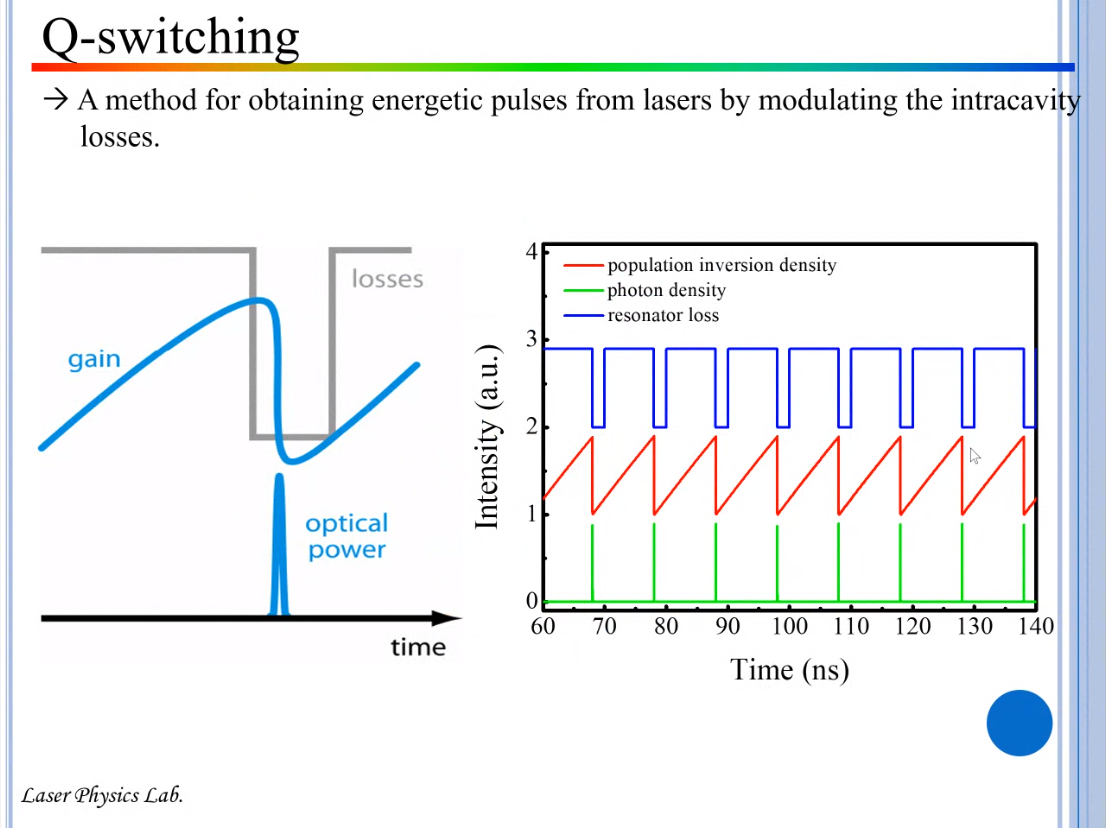 Q-switching
→ A method for obtaining energetic pulses from lasers by modulating the intracavity
losses.
losses
gain
optical
power
time
4
3
2
1
0
Intensity (a.u.)
population inversion density
photon density
resonator loss
60 70 80 90 100 110 120 130 140
Time (ns)
Laser Physics Lab.